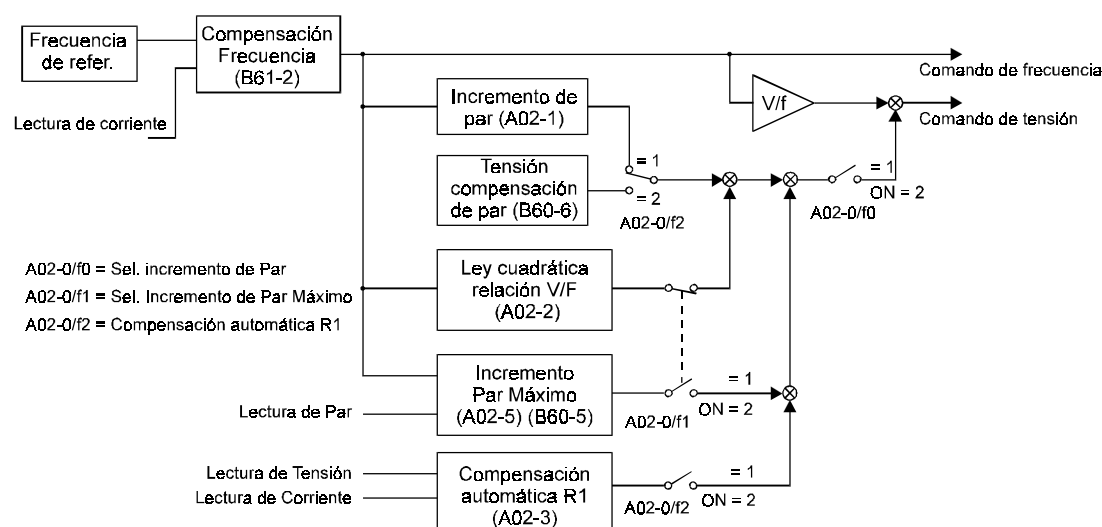 Frecuencia
de refer.
Compensación
Frecuencia
(B61-2)
Lectura de corriente
Comando de frecuencia
V/f
Comando de tensión
Incremento de
par (A02-1)
= 1
= 2
A02-0/f2
Tensión
compensación
de par (B60-6)
= 1
ON = 2
A02-0/f0
A02-0/f0 = Sel. incremento de Par
A02-0/f1 = Sel. Incremento de Par Máximo
A02-0/f2 = Compensación automática R1
Ley cuadrática
relación V/F
(A02-2)
Lectura de Par
Incremento
Par Máximo
(A02-5) (B60-5)
= 1
ON = 2
A02-0/f1
Lectura de Tensión
Lectura de Corriente
Compensación
automática R1
(A02-3)
= 1
ON = 2
A02-0/f2